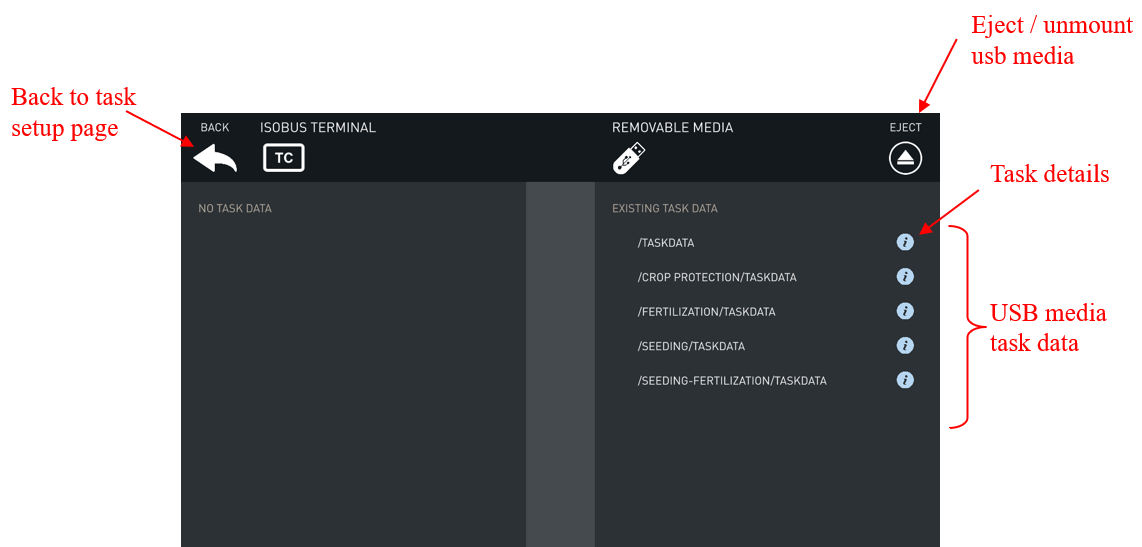 Eject / unmount
usb media
Back to task
setup page
BACK
ISOBUS TERMINAL
REMOVABLE MEDIA
EJECT
TC
Task details
NO TASK DATA
EXISTING TASK DATA
/TASKDATA
/CROP PROTECTION/TASKDATA
/FERTILIZATION/TASKDATA
/SEEDING/TASKDATA
/SEEDING-FERTILIZATION/TASKDATA
USB media
task data